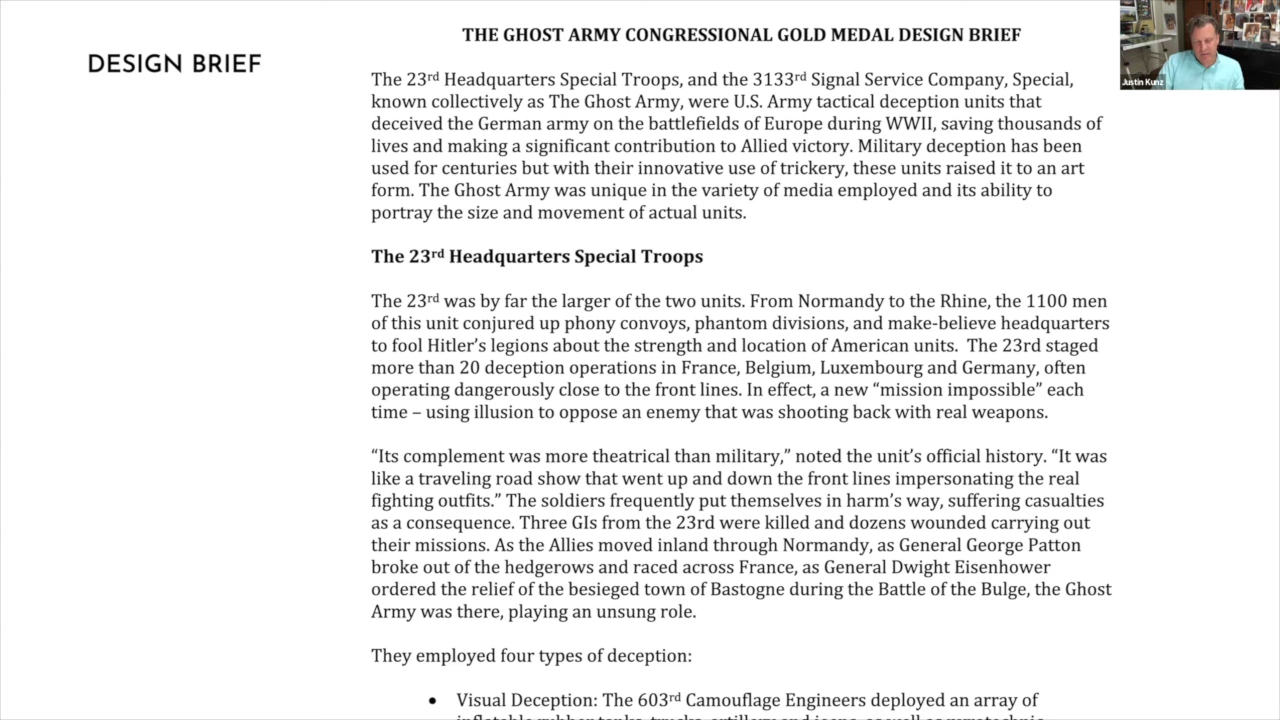 THE GHOST ARMY CONGRESSIONAL GOLD MEDAL DESIGN BRIEF
DESIGN BRIEF
Justin Kunz
The 23rd Headquarters Special Troops, and the 3133rd Signal Service Company, Special,
known collectively as The Ghost Army, were U.S. Army tactical deception units that
deceived the German army on the battlefields of Europe during WWII, saving thousands of
lives and making a significant contribution to Allied victory. Military deception has been
used for centuries but with their innovative use of trickery, these units raised it to an art
form. The Ghost Army was unique in the variety of media employed and its ability to
portray the size and movement of actual units.
The 23rd Headquarters Special Troops
The 23rd was by far the larger of the two units. From Normandy to the Rhine, the 1100 men
of this unit conjured up phony convoys, phantom divisions, and make-believe headquarters
to fool Hitler’s legions about the strength and location of American units.  The 23rd staged
more than 20 deception operations in France, Belgium, Luxembourg and Germany, often
operating dangerously close to the front lines. In effect, a new “mission impossible” each
time – using illusion to oppose an enemy that was shooting back with real weapons.
“Its complement was more theatrical than military,” noted the unit’s official history. “It was
like a traveling road show that went up and down the front lines impersonating the real
fighting outfits.” The soldiers frequently put themselves in harm’s way, suffering casualties
as a consequence. Three GIs from the 23rd were killed and dozens wounded carrying out
their missions. As the Allies moved inland through Normandy, as General George Patton
broke out of the hedgerows and raced across France, as General Dwight Eisenhower
ordered the relief of the besieged town of Bastogne during the Battle of the Bulge, the Ghost
Army was there, playing an unsung role.
They employed four types of deception:
• Visual Deception: The 603rd Camouflage Engineers deployed an array of